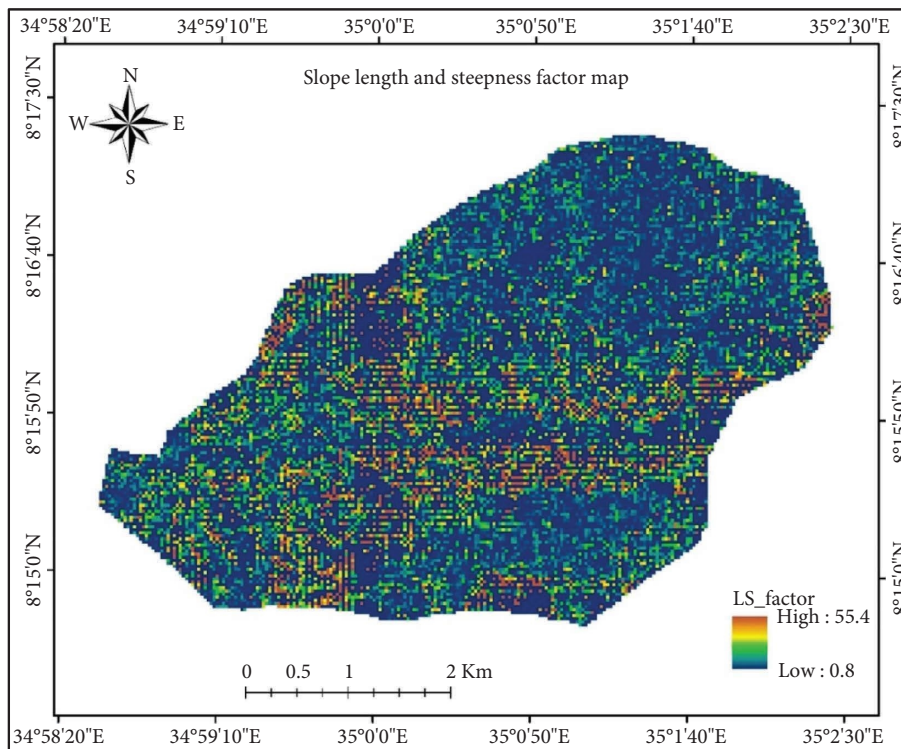 34°58'20"E 34°59'10"E 35°0'0"E 35°0'50"E 35°1'40"E 35°2'30"E
Slope length and steepness factor map
N
W E
S
8°17'30"N 8°17'30"N
8°16'40"N 8°16'40"N
8°15'50"N 8°15'50"N
8°15'0"N 8°15'0"N
LS_factor
High : 55.4
Low : 0.8
0 0.5 1 2 Km
34°58'20"E 34°59'10"E 35°0'0"E 35°0'50"E 35°1'40"E 35°2'30"E